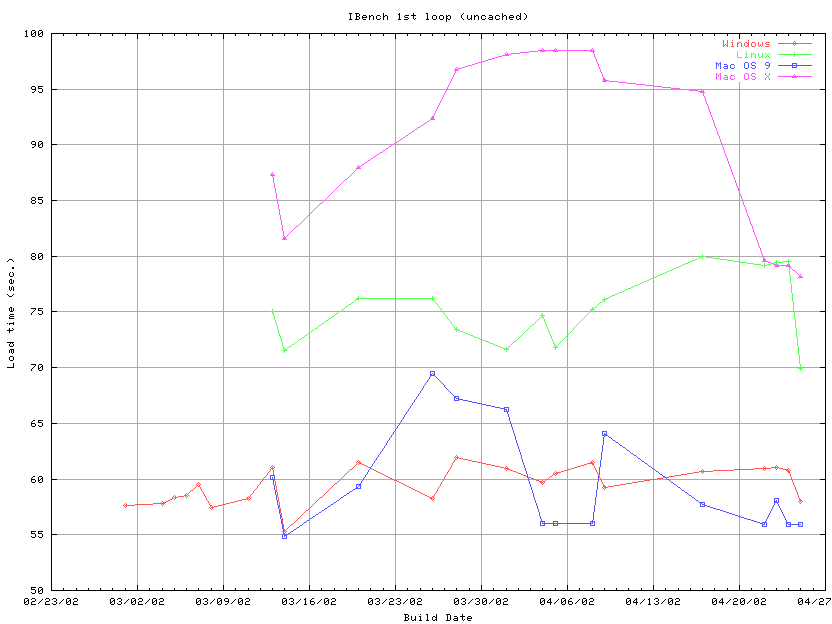 IBench 1st loop (uncached)
100
95
90
85
80
75
70
65
60
55
50
Load time (sec.)
Windows
Linux
Mac OS 9
Mac OS X
02/23/02 03/02/02 03/09/02 03/16/02 03/23/02 03/30/02 04/06/02 04/13/02 04/20/02 04/27
Build Date